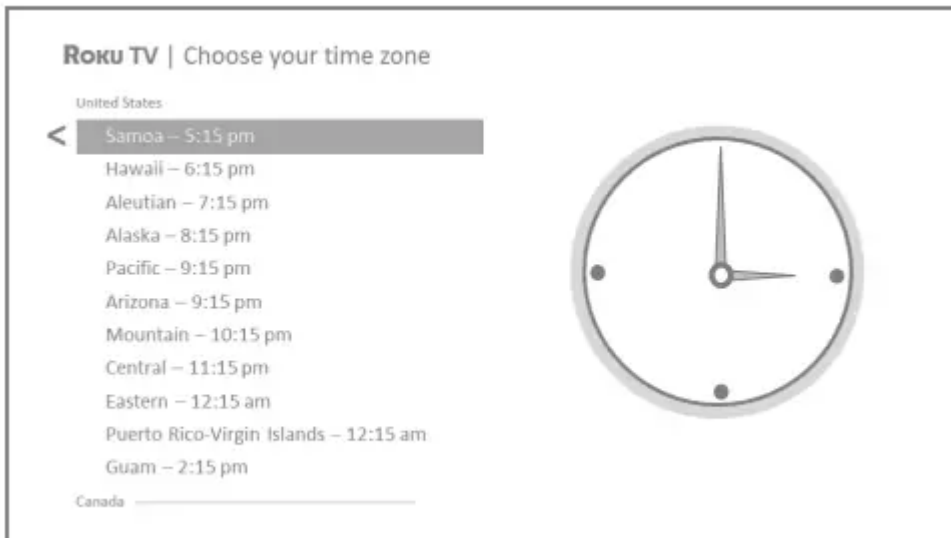 Roku TV | Choose your time zone
United States
<
Samoa – 5:15 pm
Hawaii – 6:15 pm
Aleutian – 7:15 pm
Alaska – 8:15 pm
Pacific – 9:15 pm
Arizona – 9:15 pm
Mountain – 10:15 pm
Central – 11:15 pm
Eastern – 12:15 am
Puerto Rico-Virgin Islands – 12:15 am
Guam – 2:15 pm
Canada